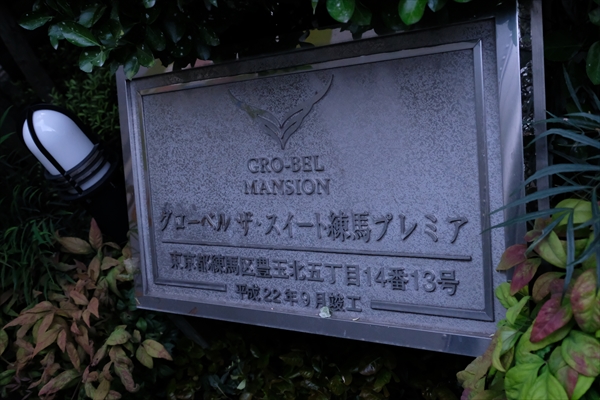 GRO-BEL
MANSION
グローベル ザ・スイート練馬プレミア
東京都練馬区豊玉北五丁目14番13号
平成22年9月竣工